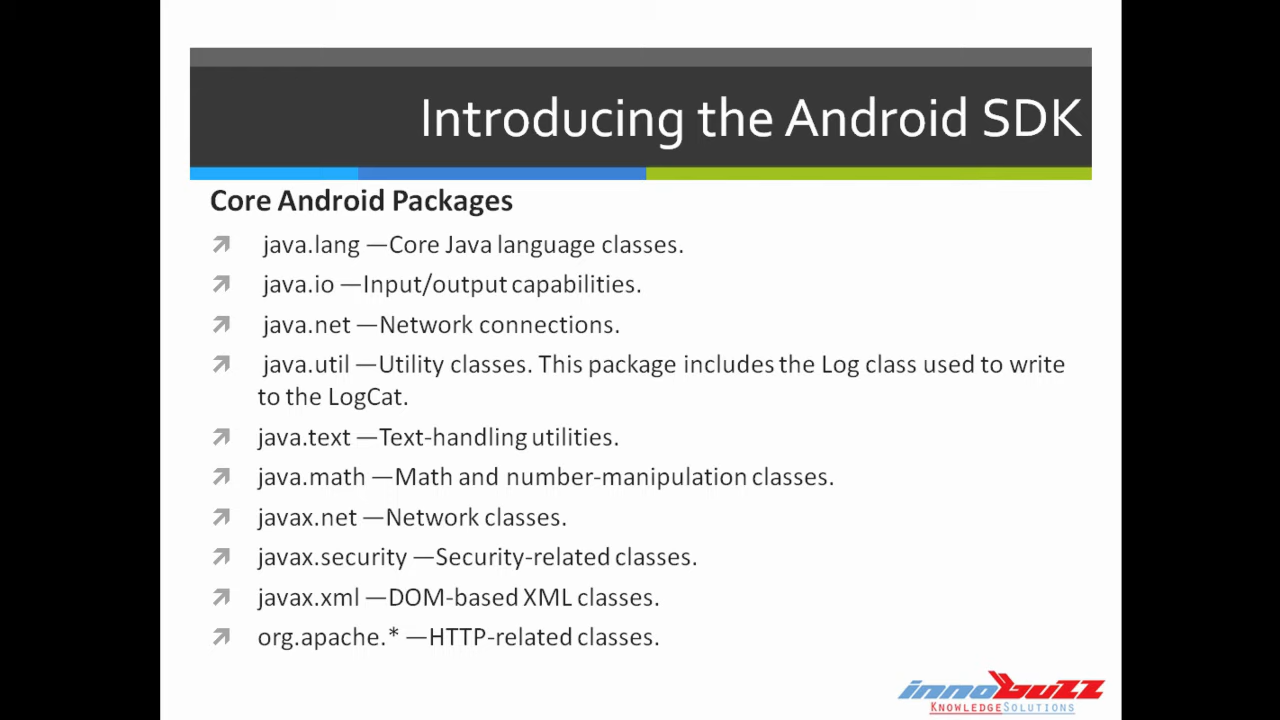 Introducing the Android SDK
Core Android Packages
java.lang —Core Java language classes.
java.io —Input/output capabilities.
java.net —Network connections.
java.util —Utility classes. This package includes the Log class used to write
to the LogCat.
java.text —Text-handling utilities.
java.math —Math and number-manipulation classes.
javax.net —Network classes.
javax.security —Security-related classes.
javax.xml —DOM-based XML classes.
org.apache.* —HTTP-related classes.
innobuzz
KNOWLEDGESOLUTIONS